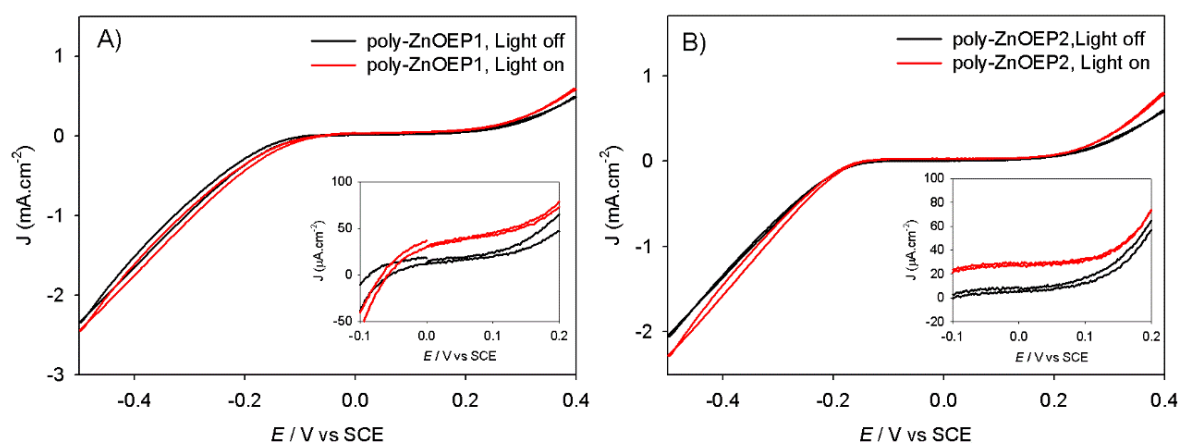 A)
poly-ZnOEP1, Light off
poly-ZnOEP1, Light on
J (mA.cm-2)
1
0
-1
-2
-3
-0.4 -0.2 0.0 0.2 0.4
E / V vs SCE
J (µA.cm-2)
100
50
0
-50
-0.1 0.0 0.1 0.2
E / V vs SCE
B)
poly-ZnOEP2,Light off
poly-ZnOEP2, Light on
J (mA.cm-2)
1
0
-1
-2
-0.4 -0.2 0.0 0.2 0.4
E / V vs SCE
J (µA.cm-2)
100
80
60
40
20
0
-20
-0.1 0.0 0.1 0.2
E / V vs SCE